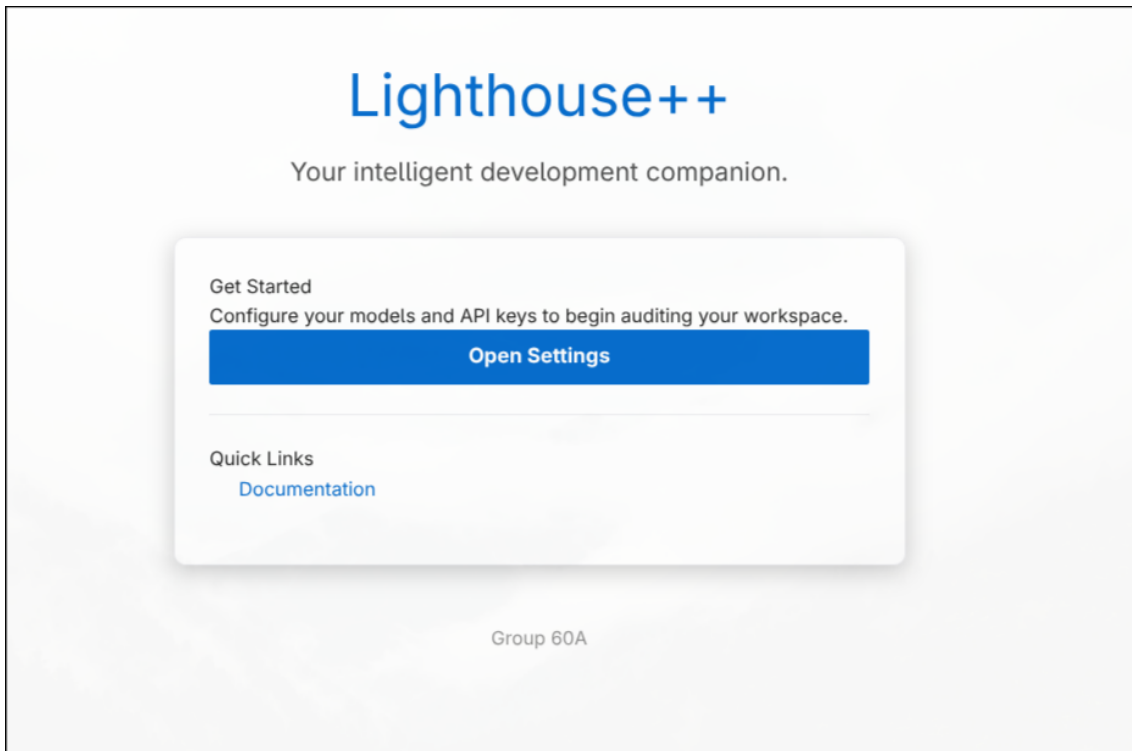 Lighthouse++
Your intelligent development companion.
Get Started
Configure your models and API keys to begin auditing your workspace.
Open Settings
Quick Links
Documentation
Group 60A